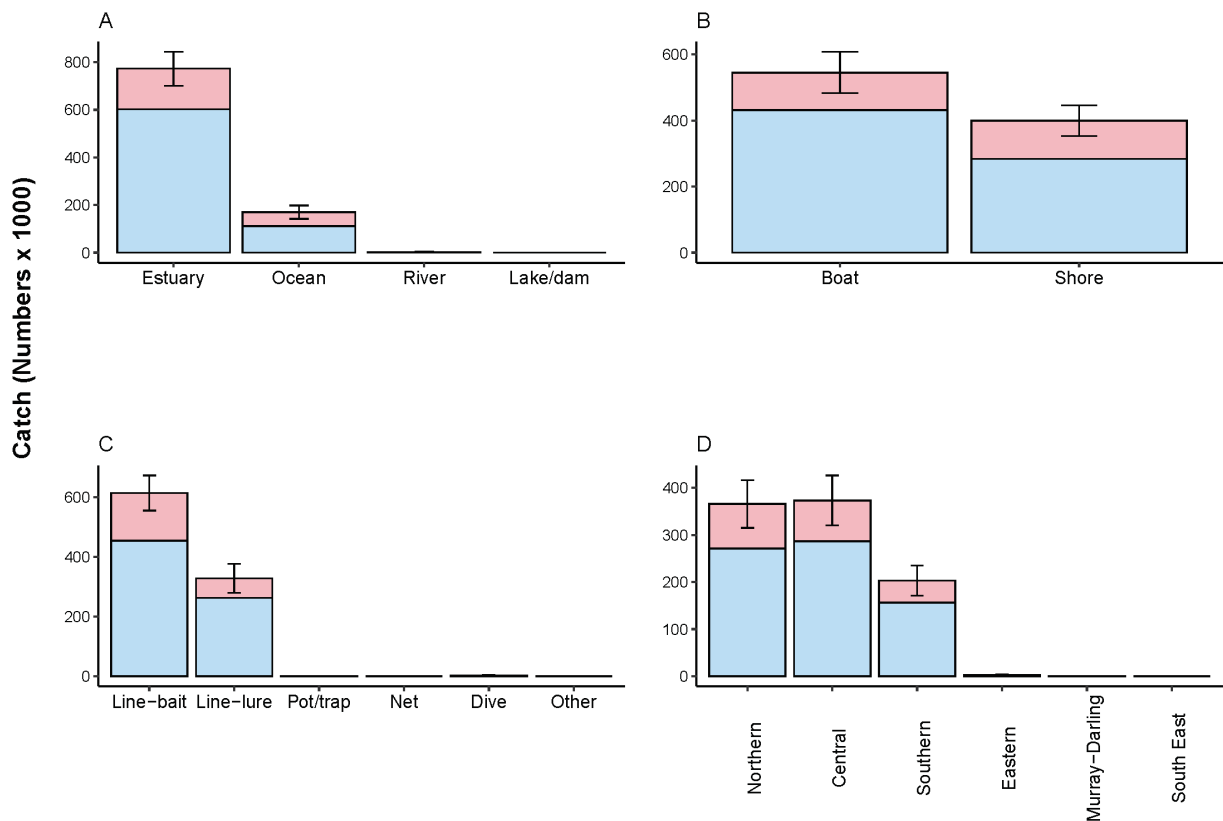 A
Catch (Numbers x 1000)
800
600
400
200
0
Estuary Ocean River Lake/dam
B
600
400
200
0
Boat Shore
C
600
400
200
0
Line−bait Line−lure Pot/trap Net Dive Other
D
400
300
200
100
0
Northern
Central
Southern
Eastern
Murray−Darling
South East